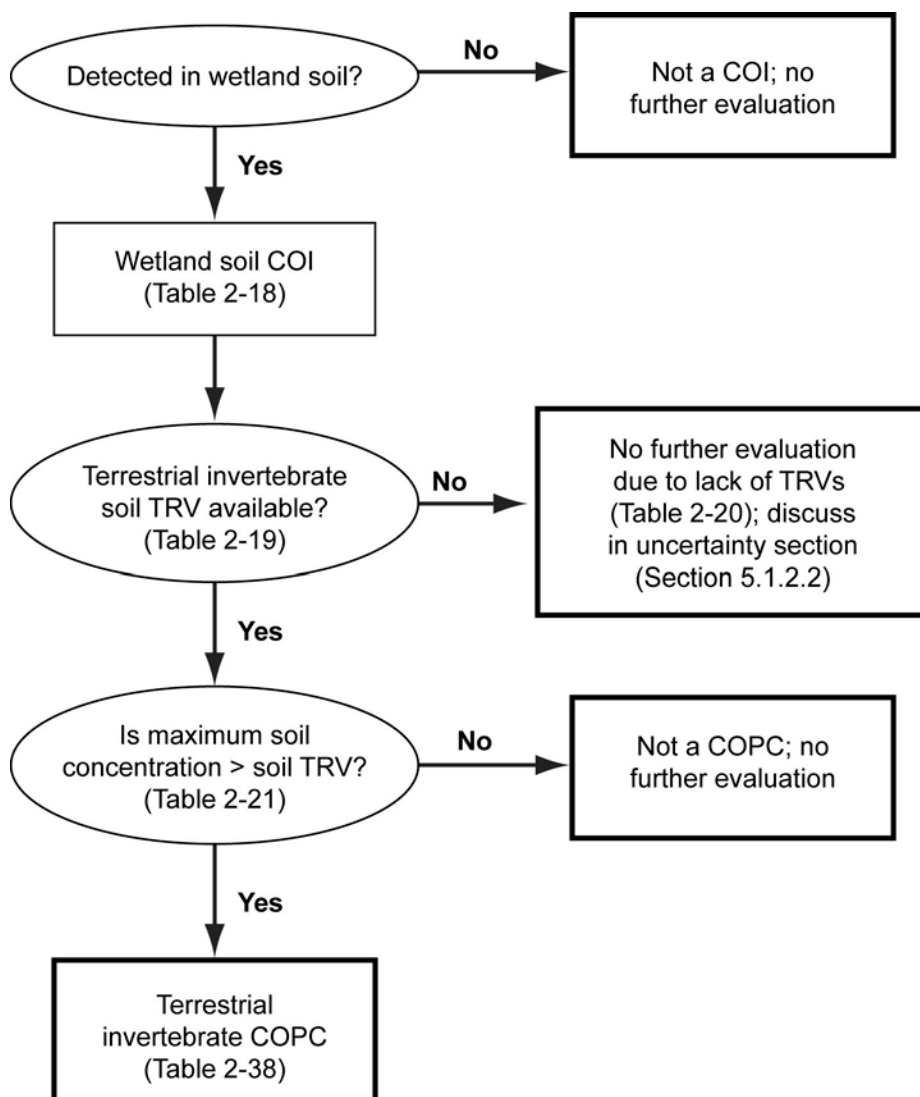 Detected in wetland soil?
No
Not a COI; no
further evaluation
Yes
Wetland soil COI
(Table 2-18)
Terrestrial invertebrate
soil TRV available?
(Table 2-19)
No
No further evaluation
due to lack of TRVs
(Table 2-20); discuss
in uncertainty section
(Section 5.1.2.2)
Yes
Is maximum soil
concentration > soil TRV?
(Table 2-21)
No
Not a COPC; no
further evaluation
Yes
Terrestrial
invertebrate COPC
(Table 2-38)